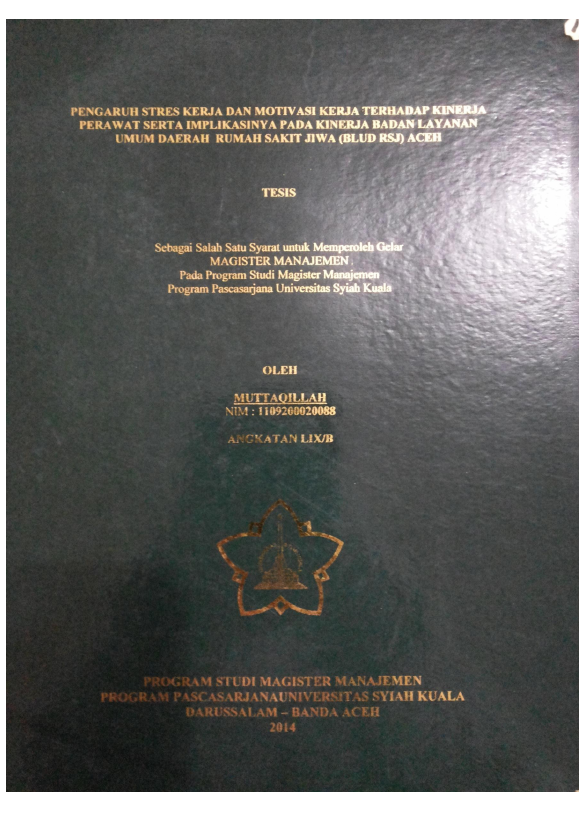 PENGARUH STRES KERJA DAN MOTIVASI KERJA TERHADAP KINERJA
PERAWAT SERTA IMPLIKASINYA PADA KINERJA BADAN LAYANAN
UMUM DAERAH RUMAH SAKIT JIWA (BLUD RSJ) ACEH
TESIS
Sebagai Salah Satu Syarat untuk Memperoleh Gelar
MAGISTER MANAJEMEN
Pada Program Studi Magister Manajemen
Program Pascasarjana Universitas Syiah Kuala
OLEH
MUTTAQILLAH
NIM : 1109200020088
ANGKATAN LIX/B
PROGRAM STUDI MAGISTER MANAJEMEN
PROGRAM PASCASARJANAUNIVERSITAS SYIAH KUALA
DARUSSALAM – BANDA ACEH
2014